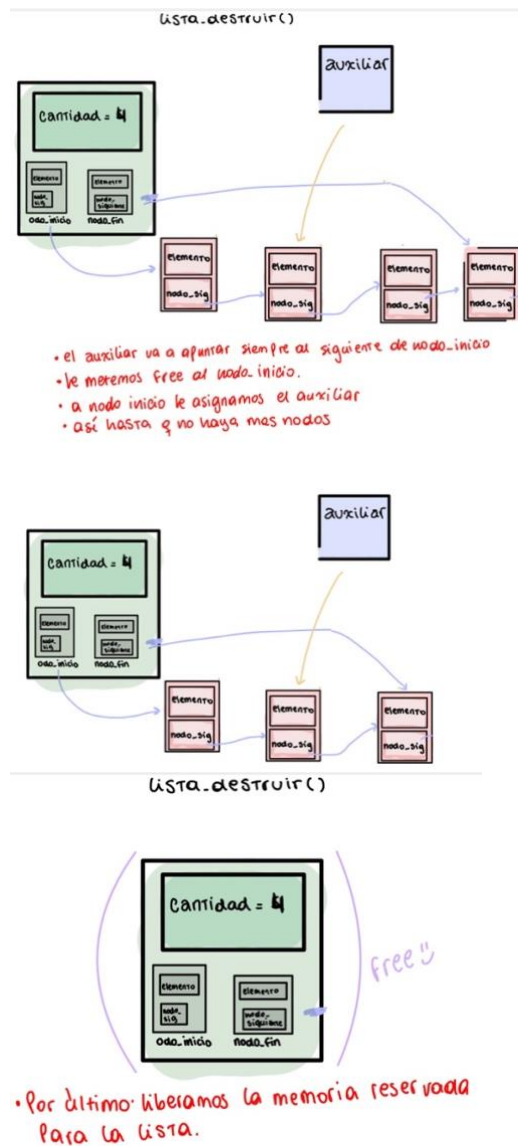 lista_destruir()
auxiliar
Cantidad = 4
elemento
elemento
nodo_sig
nodo_siguiente
odo_inicio
nodo_fin
elemento
elemento
elemento
elemento
nodo_sig
nodo_sig
nodo_sig
nodo_sig
• el auxiliar va a apuntar siempre al siguiente de nodo_inicio
• le metemos free al nodo_inicio.
• a nodo inicio le asignamos el auxiliar
• así hasta q no haya mas nodos
auxiliar
Cantidad = 4
elemento
elemento
nodo_sig
nodo_siguiente
odo_inicio
nodo_fin
elemento
elemento
elemento
nodo_sig
nodo_sig
nodo_sig
lista_destruir()
Cantidad = 4
elemento
elemento
nodo_sig
nodo_siguiente
odo_inicio
nodo_fin
free
• Por último liberamos la memoria reservada
Para la lista.